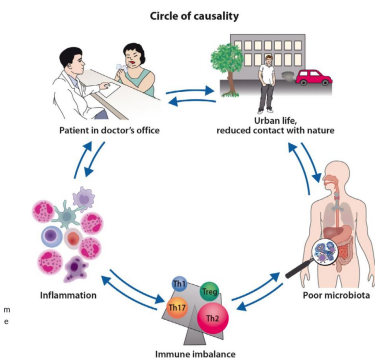 Circle of causality
Patient in doctor's office
Urban life,
reduced contact with nature
Inflammation
Poor microbiota
Th1
Treg
Th17
Th2
m
e
Immune imbalance